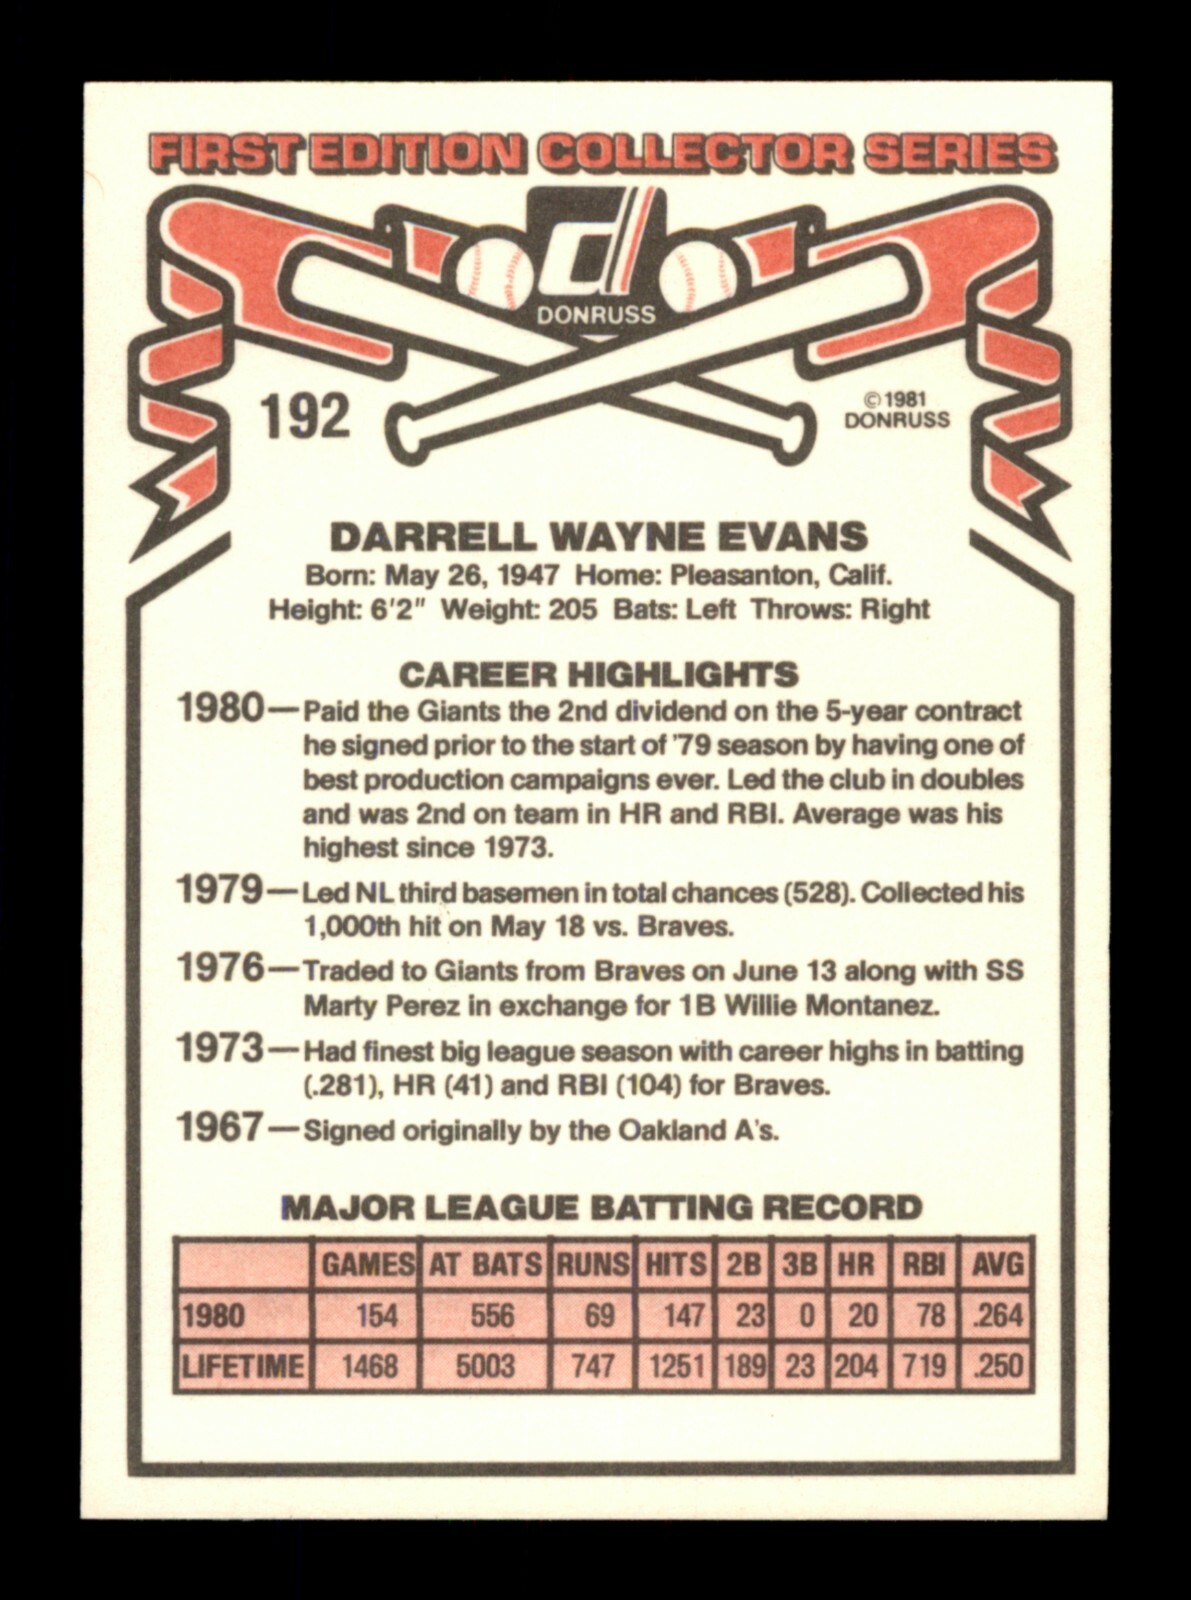 FIRST EDITION COLLECTOR SERIES
d
DONRUSS
192
©1981
DONRUSS
DARRELL WAYNE EVANS
Born: May 26, 1947 Home: Pleasanton, Calif.
Height: 6'2" Weight: 205 Bats: Left Throws: Right
CAREER HIGHLIGHTS
1980—Paid the Giants the 2nd dividend on the 5-year contract
he signed prior to the start of '79 season by having one of
best production campaigns ever. Led the club in doubles
and was 2nd on team in HR and RBI. Average was his
highest since 1973.
1979—Led NL third basemen in total chances (528). Collected his
1,000th hit on May 18 vs. Braves.
1976—Traded to Giants from Braves on June 13 along with SS
Marty Perez in exchange for 1B Willie Montanez.
1973—Had finest big league season with career highs in batting
(.281), HR (41) and RBI (104) for Braves.
1967—Signed originally by the Oakland A's.
MAJOR LEAGUE BATTING RECORD
GAMES AT BATS RUNS HITS 2B 3B HR RBI AVG
1980 154 556 69 147 23 0 20 78 .264
LIFETIME 1468 5003 747 1251 189 23 204 719 .250